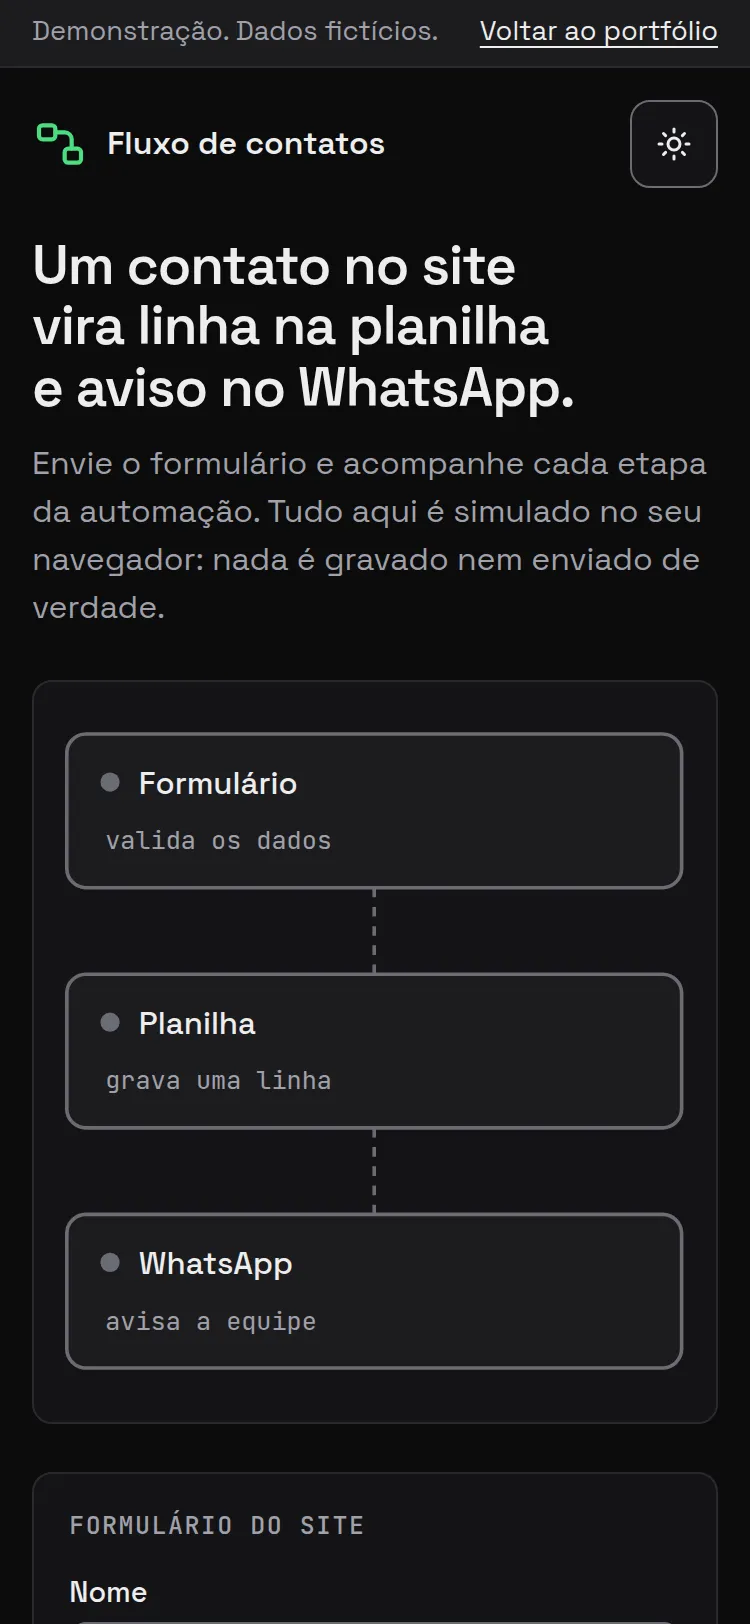 Demonstração. Dados fictícios. Voltar ao portfólio
Fluxo de contatos
Um contato no site
vira linha na planilha
e aviso no WhatsApp.
Envie o formulário e acompanhe cada etapa
da automação. Tudo aqui é simulado no seu
navegador: nada é gravado nem enviado de
verdade.
Formulário
valida os dados
Planilha
grava uma linha
WhatsApp
avisa a equipe
FORMULÁRIO DO SITE
Nome